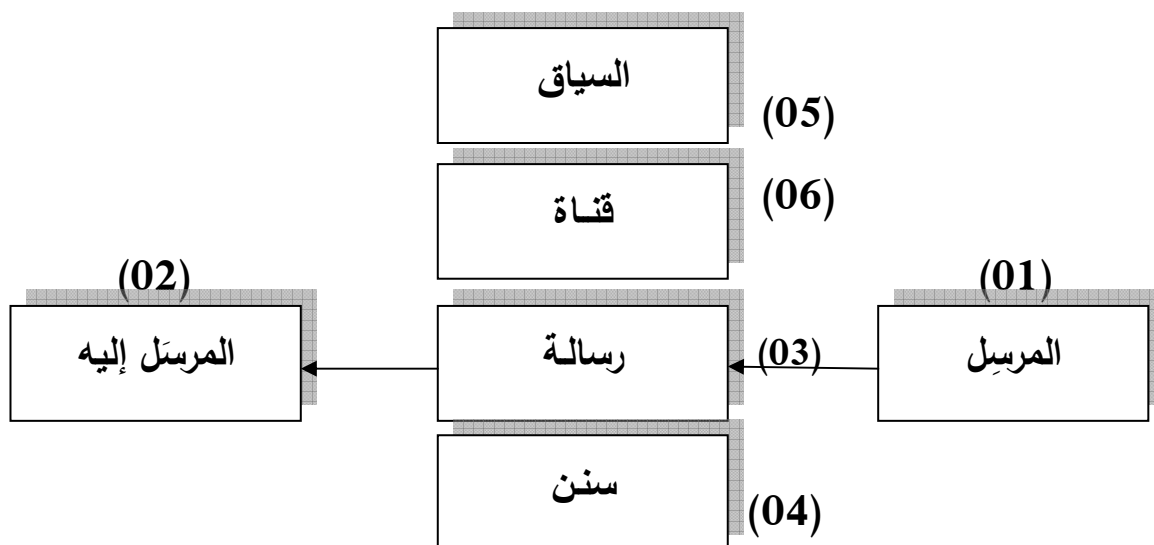 السياق
(05)
قنـاة
(06)
(01)
(02)
المرسِل
(03)
رسالـة
المرسَل إليه
سنـن
(04)